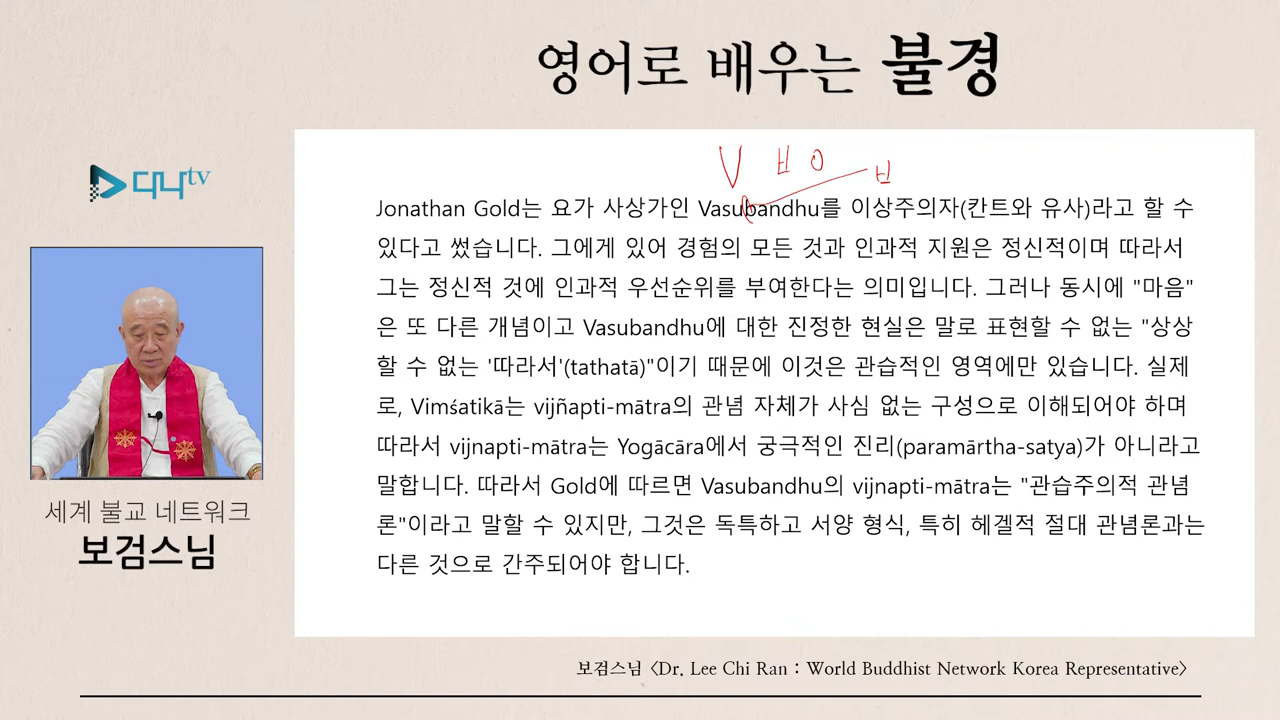 영어로 배우는 불경
디나tv
V ㅂ O ㅂ
Jonathan Gold는 요가 사상가인 Vasubandhu를 이상주의자(칸트와 유사)라고 할 수
있다고 썼습니다. 그에게 있어 경험의 모든 것과 인과적 지원은 정신적이며 따라서
그는 정신적 것에 인과적 우선순위를 부여한다는 의미입니다. 그러나 동시에 "마음"
은 또 다른 개념이고 Vasubandhu에 대한 진정한 현실은 말로 표현할 수 없는 "상상
할 수 없는 '따라서'(tathatā)"이기 때문에 이것은 관습적인 영역에만 있습니다. 실제
로, Vimśatikā는 vijñapti-mātra의 관념 자체가 사심 없는 구성으로 이해되어야 하며
따라서 vijnapti-mātra는 Yogācāra에서 궁극적인 진리(paramārtha-satya)가 아니라고
말합니다. 따라서 Gold에 따르면 Vasubandhu의 vijnapti-mātra는 "관습주의적 관념
론"이라고 말할 수 있지만, 그것은 독특하고 서양 형식, 특히 헤겔적 절대 관념론과는
다른 것으로 간주되어야 합니다.
세계 불교 네트워크
보검스님
보검스님 <Dr. Lee Chi Ran : World Buddhist Network Korea Representative>